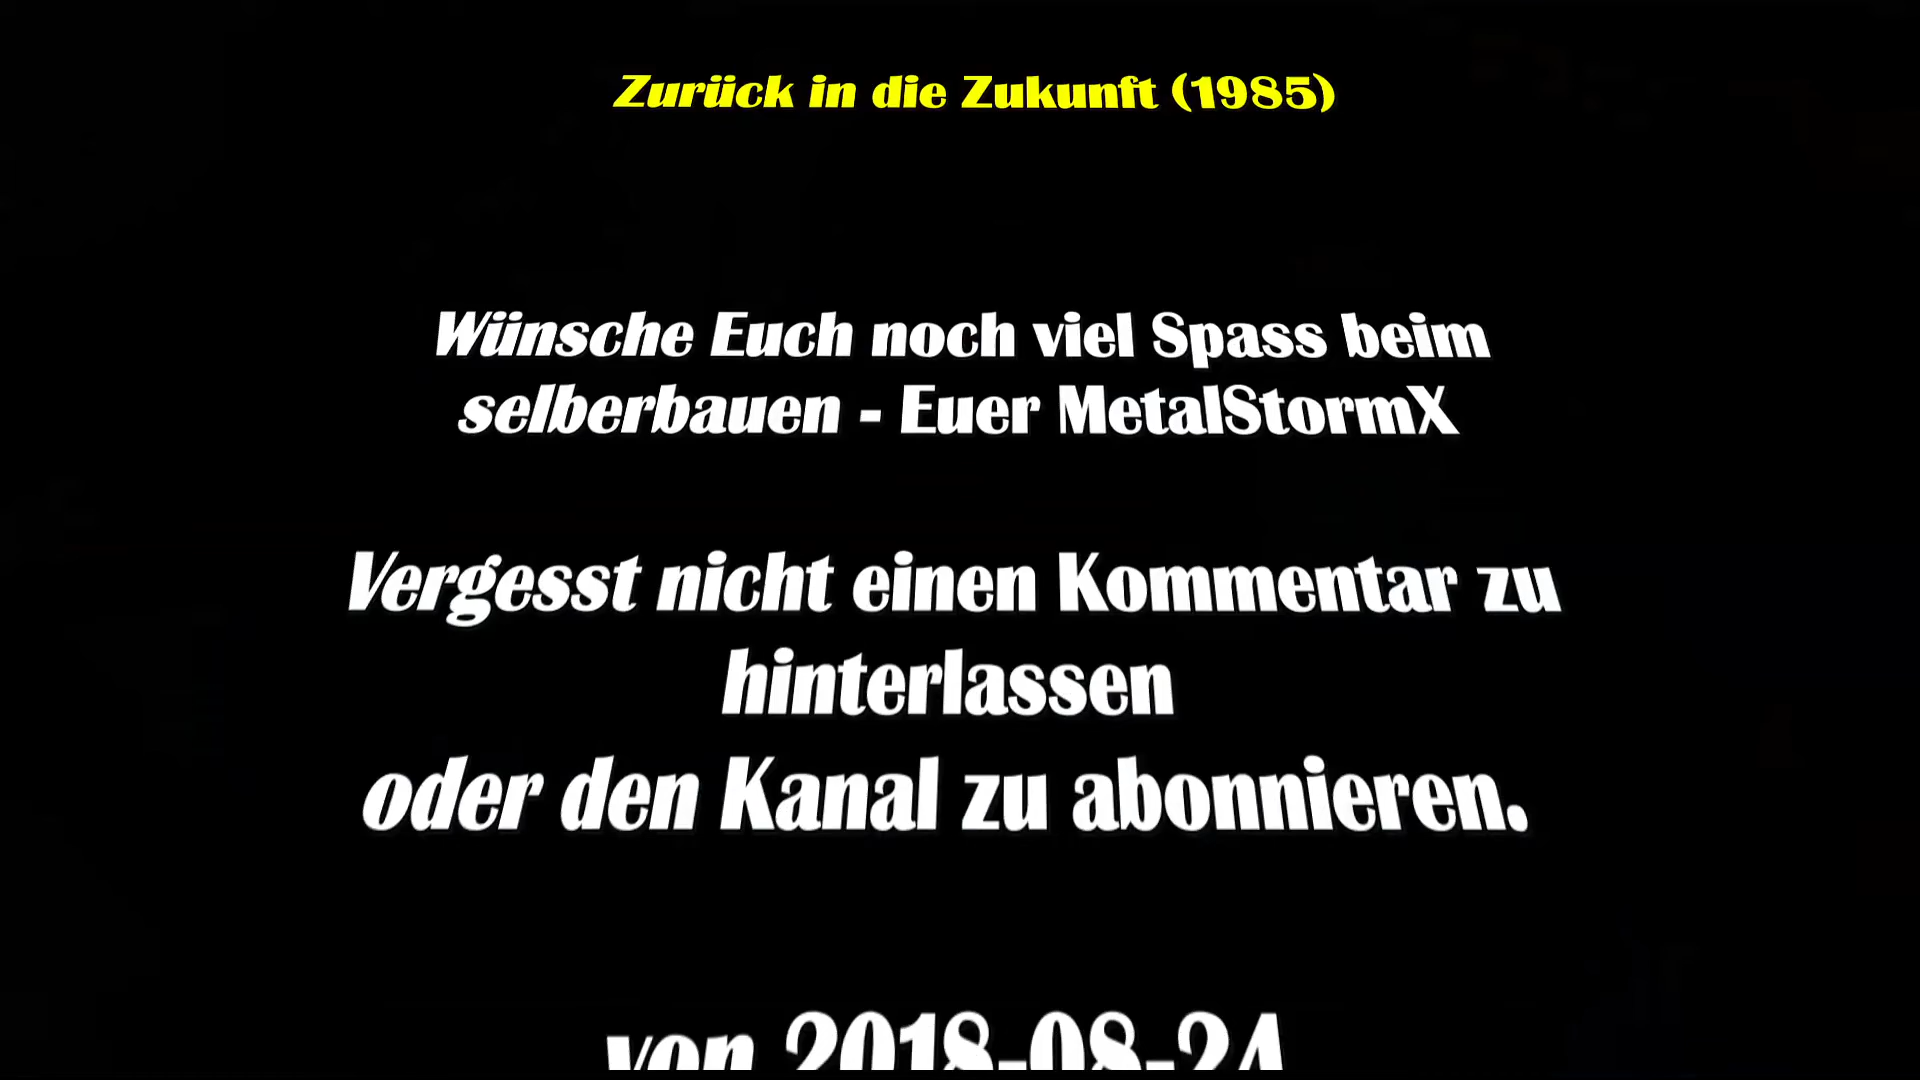 Zurück in die Zukunft (1985)
Wünsche Euch noch viel Spass beim
selberbauen - Euer MetalStormX
Vergesst nicht einen Kommentar zu
hinterlassen
oder den Kanal zu abonnieren.
von 2018-08-24